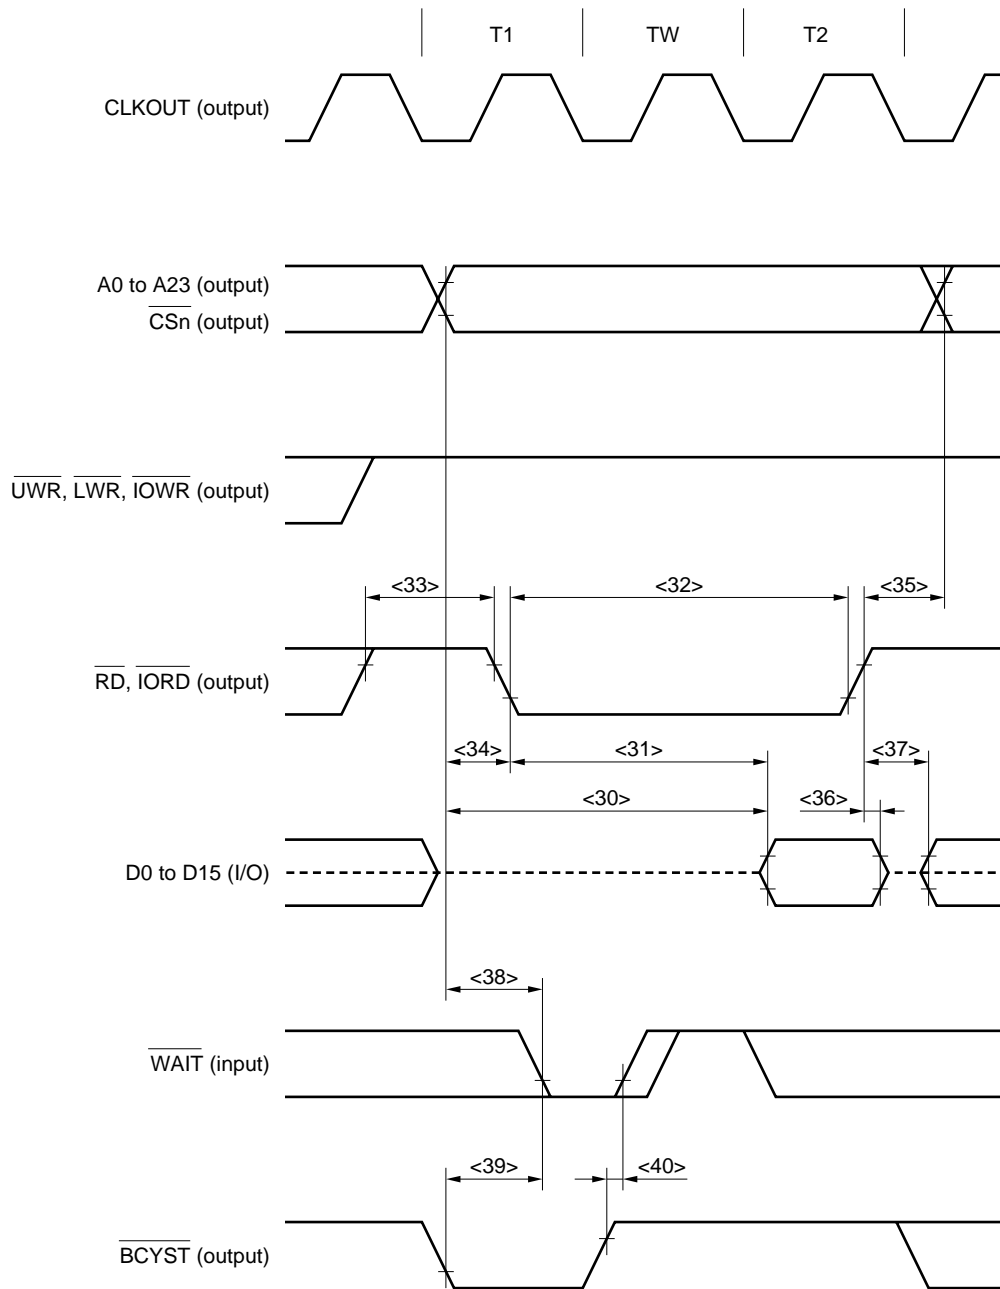 T1 TW T2
CLKOUT (output)
A0 to A23 (output)
CSn (output)
UWR, LWR, IOWR (output)
<33> <32> <35>
RD, IORD (output)
<34> <31> <37>
<30> <36>
D0 to D15 (I/O)
<38>
WAIT (input)
<39> <40>
BCYST (output)